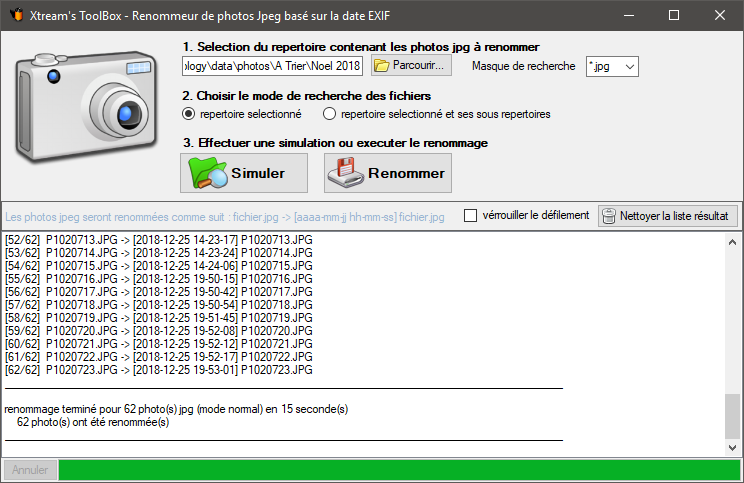 Xtream's ToolBox - Renommeur de photos Jpeg basé sur la date EXIF
1. Selection du repertoire contenant les photos jpg à renommer
ology\data\photos\A Trier\Noel 2018 Parcourir... Masque de recherche *.jpg
2. Choisir le mode de recherche des fichiers
repertoire selectionné repertoire selectionné et ses sous repertoires
3. Effectuer une simulation ou executer le renommage
Simuler Renommer
Les photos jpeg seront renommées comme suit : fichier.jpg -> [aaaa-mm-jj hh-mm-ss] fichier.jpg vérrouiller le défilement Nettoyer la liste résultat
[52/62] P1020713.JPG -> [2018-12-25 14-23-17] P1020713.JPG
[53/62] P1020714.JPG -> [2018-12-25 14-23-24] P1020714.JPG
[54/62] P1020715.JPG -> [2018-12-25 14-24-06] P1020715.JPG
[55/62] P1020716.JPG -> [2018-12-25 19-50-15] P1020716.JPG
[56/62] P1020717.JPG -> [2018-12-25 19-50-42] P1020717.JPG
[57/62] P1020718.JPG -> [2018-12-25 19-50-54] P1020718.JPG
[58/62] P1020719.JPG -> [2018-12-25 19-51-45] P1020719.JPG
[59/62] P1020720.JPG -> [2018-12-25 19-52-08] P1020720.JPG
[60/62] P1020721.JPG -> [2018-12-25 19-52-12] P1020721.JPG
[61/62] P1020722.JPG -> [2018-12-25 19-52-17] P1020722.JPG
[62/62] P1020723.JPG -> [2018-12-25 19-53-01] P1020723.JPG
renommage terminé pour 62 photo(s) jpg (mode normal) en 15 seconde(s)
62 photo(s) ont été renommée(s)
Annuler